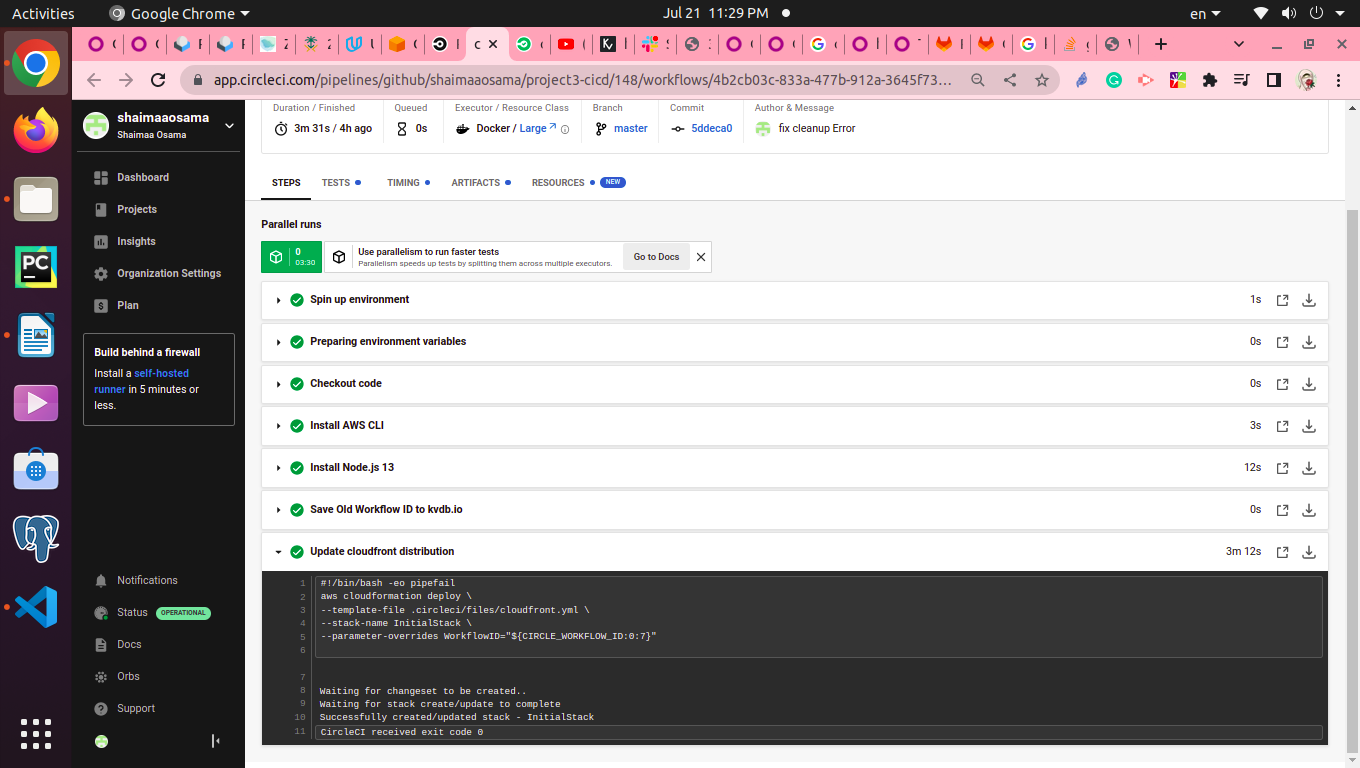 Activities
Google Chrome
Jul 21 11:29 PM
en
app.circleci.com/pipelines/github/shaimaaosama/project3-cicd/148/workflows/4b2cb03c-833a-477b-912a-3645f73...
shaimaaosama
Shaimaa Osama
Dashboard
Projects
Insights
Organization Settings
Plan
Build behind a firewall
Install a self-hosted
runner in 5 minutes or
less.
Notifications
Status OPERATIONAL
Docs
Orbs
Support
Duration / Finished
3m 31s / 4h ago
Queued
0s
Executor / Resource Class
Docker / Large
Branch
master
Commit
5ddeca0
Author & Message
fix cleanup Error
STEPS
TESTS
TIMING
ARTIFACTS
RESOURCES
NEW
Parallel runs
0
03:30
Use parallelism to run faster tests
Parallelism speeds up tests by splitting them across multiple executors.
Go to Docs
Spin up environment 1s
Preparing environment variables 0s
Checkout code 0s
Install AWS CLI 3s
Install Node.js 13 12s
Save Old Workflow ID to kvdb.io 0s
Update cloudfront distribution 3m 12s
1 #!/bin/bash -eo pipefail
2 aws cloudformation deploy \
3 --template-file .circleci/files/cloudfront.yml \
4 --stack-name InitialStack \
5 --parameter-overrides WorkflowID="${CIRCLE_WORKFLOW_ID:0:7}"
6
7
8 Waiting for changeset to be created..
9 Waiting for stack create/update to complete
10 Successfully created/updated stack - InitialStack
11 CircleCI received exit code 0